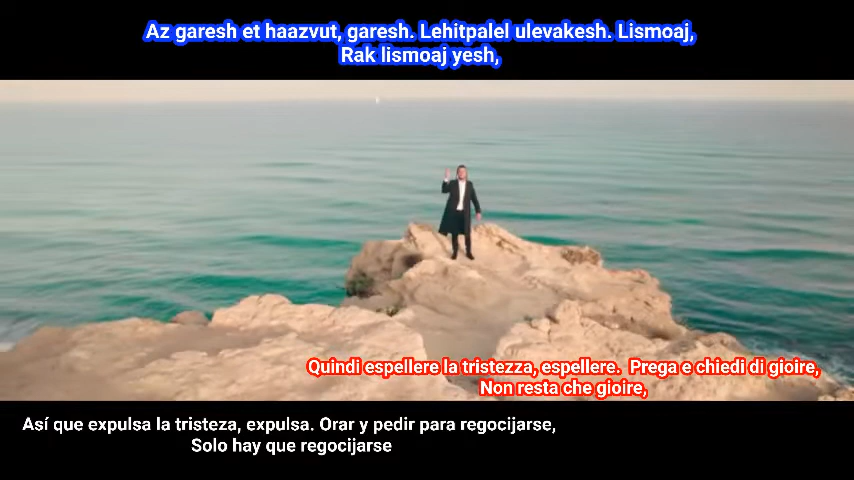 Az garesh et haazvut, garesh. Lehitpalel ulevakesh. Lismoaj,
Rak lismoaj yesh,
Quindi espellere la tristezza, espellere.  Prega e chiedi di gioire,
Non resta che gioire,
Así que expulsa la tristeza, expulsa. Orar y pedir para regocijarse,
Solo hay que regocijarse